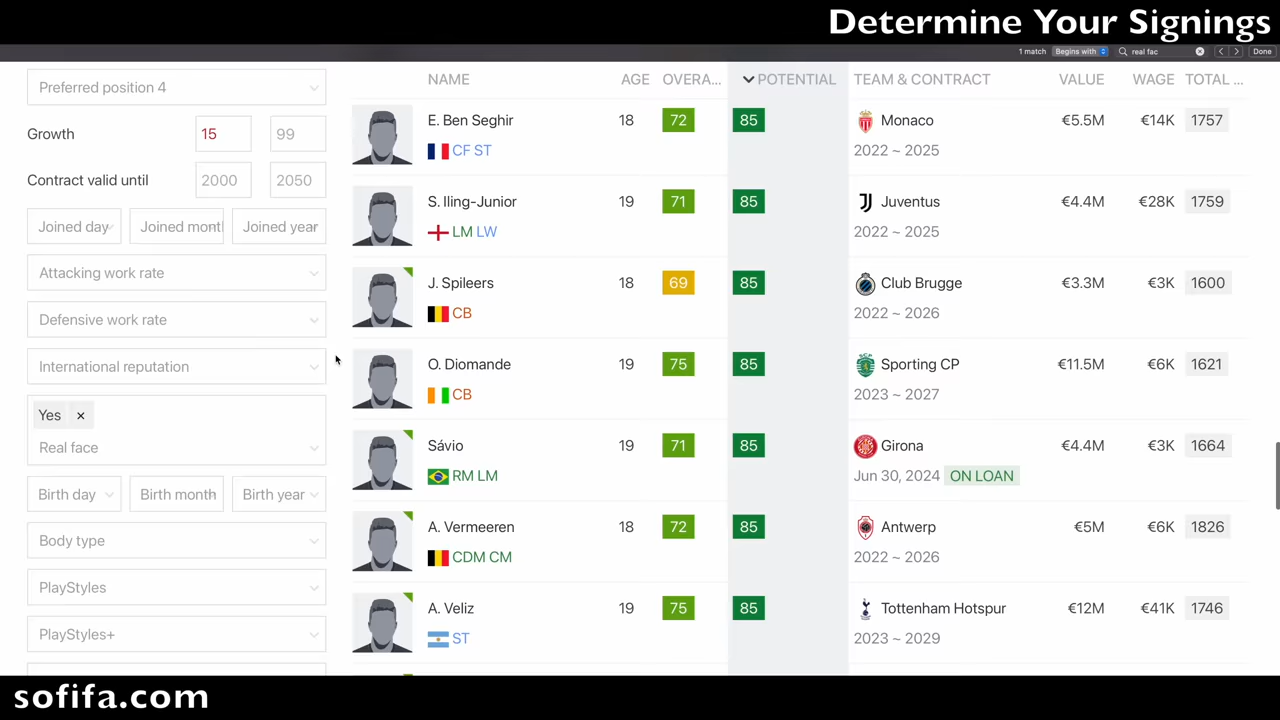 Determine Your Signings
1 match Begins with real fac Done
Preferred position 4
Growth 15 99
Contract valid until 2000 2050
Joined day Joined mont Joined year
Attacking work rate
Defensive work rate
International reputation
Yes ×
Real face
Birth day Birth month Birth year
Body type
PlayStyles
PlayStyles+
NAME AGE OVERA... POTENTIAL TEAM & CONTRACT VALUE WAGE TOTAL ...
E. Ben Seghir 18 72 85 Monaco €5.5M €14K 1757
CF ST 2022 ~ 2025
S. Iling-Junior 19 71 85 Juventus €4.4M €28K 1759
LM LW 2022 ~ 2025
J. Spileers 18 69 85 Club Brugge €3.3M €3K 1600
CB 2022 ~ 2026
O. Diomande 19 75 85 Sporting CP €11.5M €6K 1621
CB 2023 ~ 2027
Sávio 19 71 85 Girona €4.4M €3K 1664
RM LM Jun 30, 2024 ON LOAN
A. Vermeeren 18 72 85 Antwerp €5M €6K 1826
CDM CM 2022 ~ 2026
A. Veliz 19 75 85 Tottenham Hotspur €12M €41K 1746
ST 2023 ~ 2029
sofifa.com